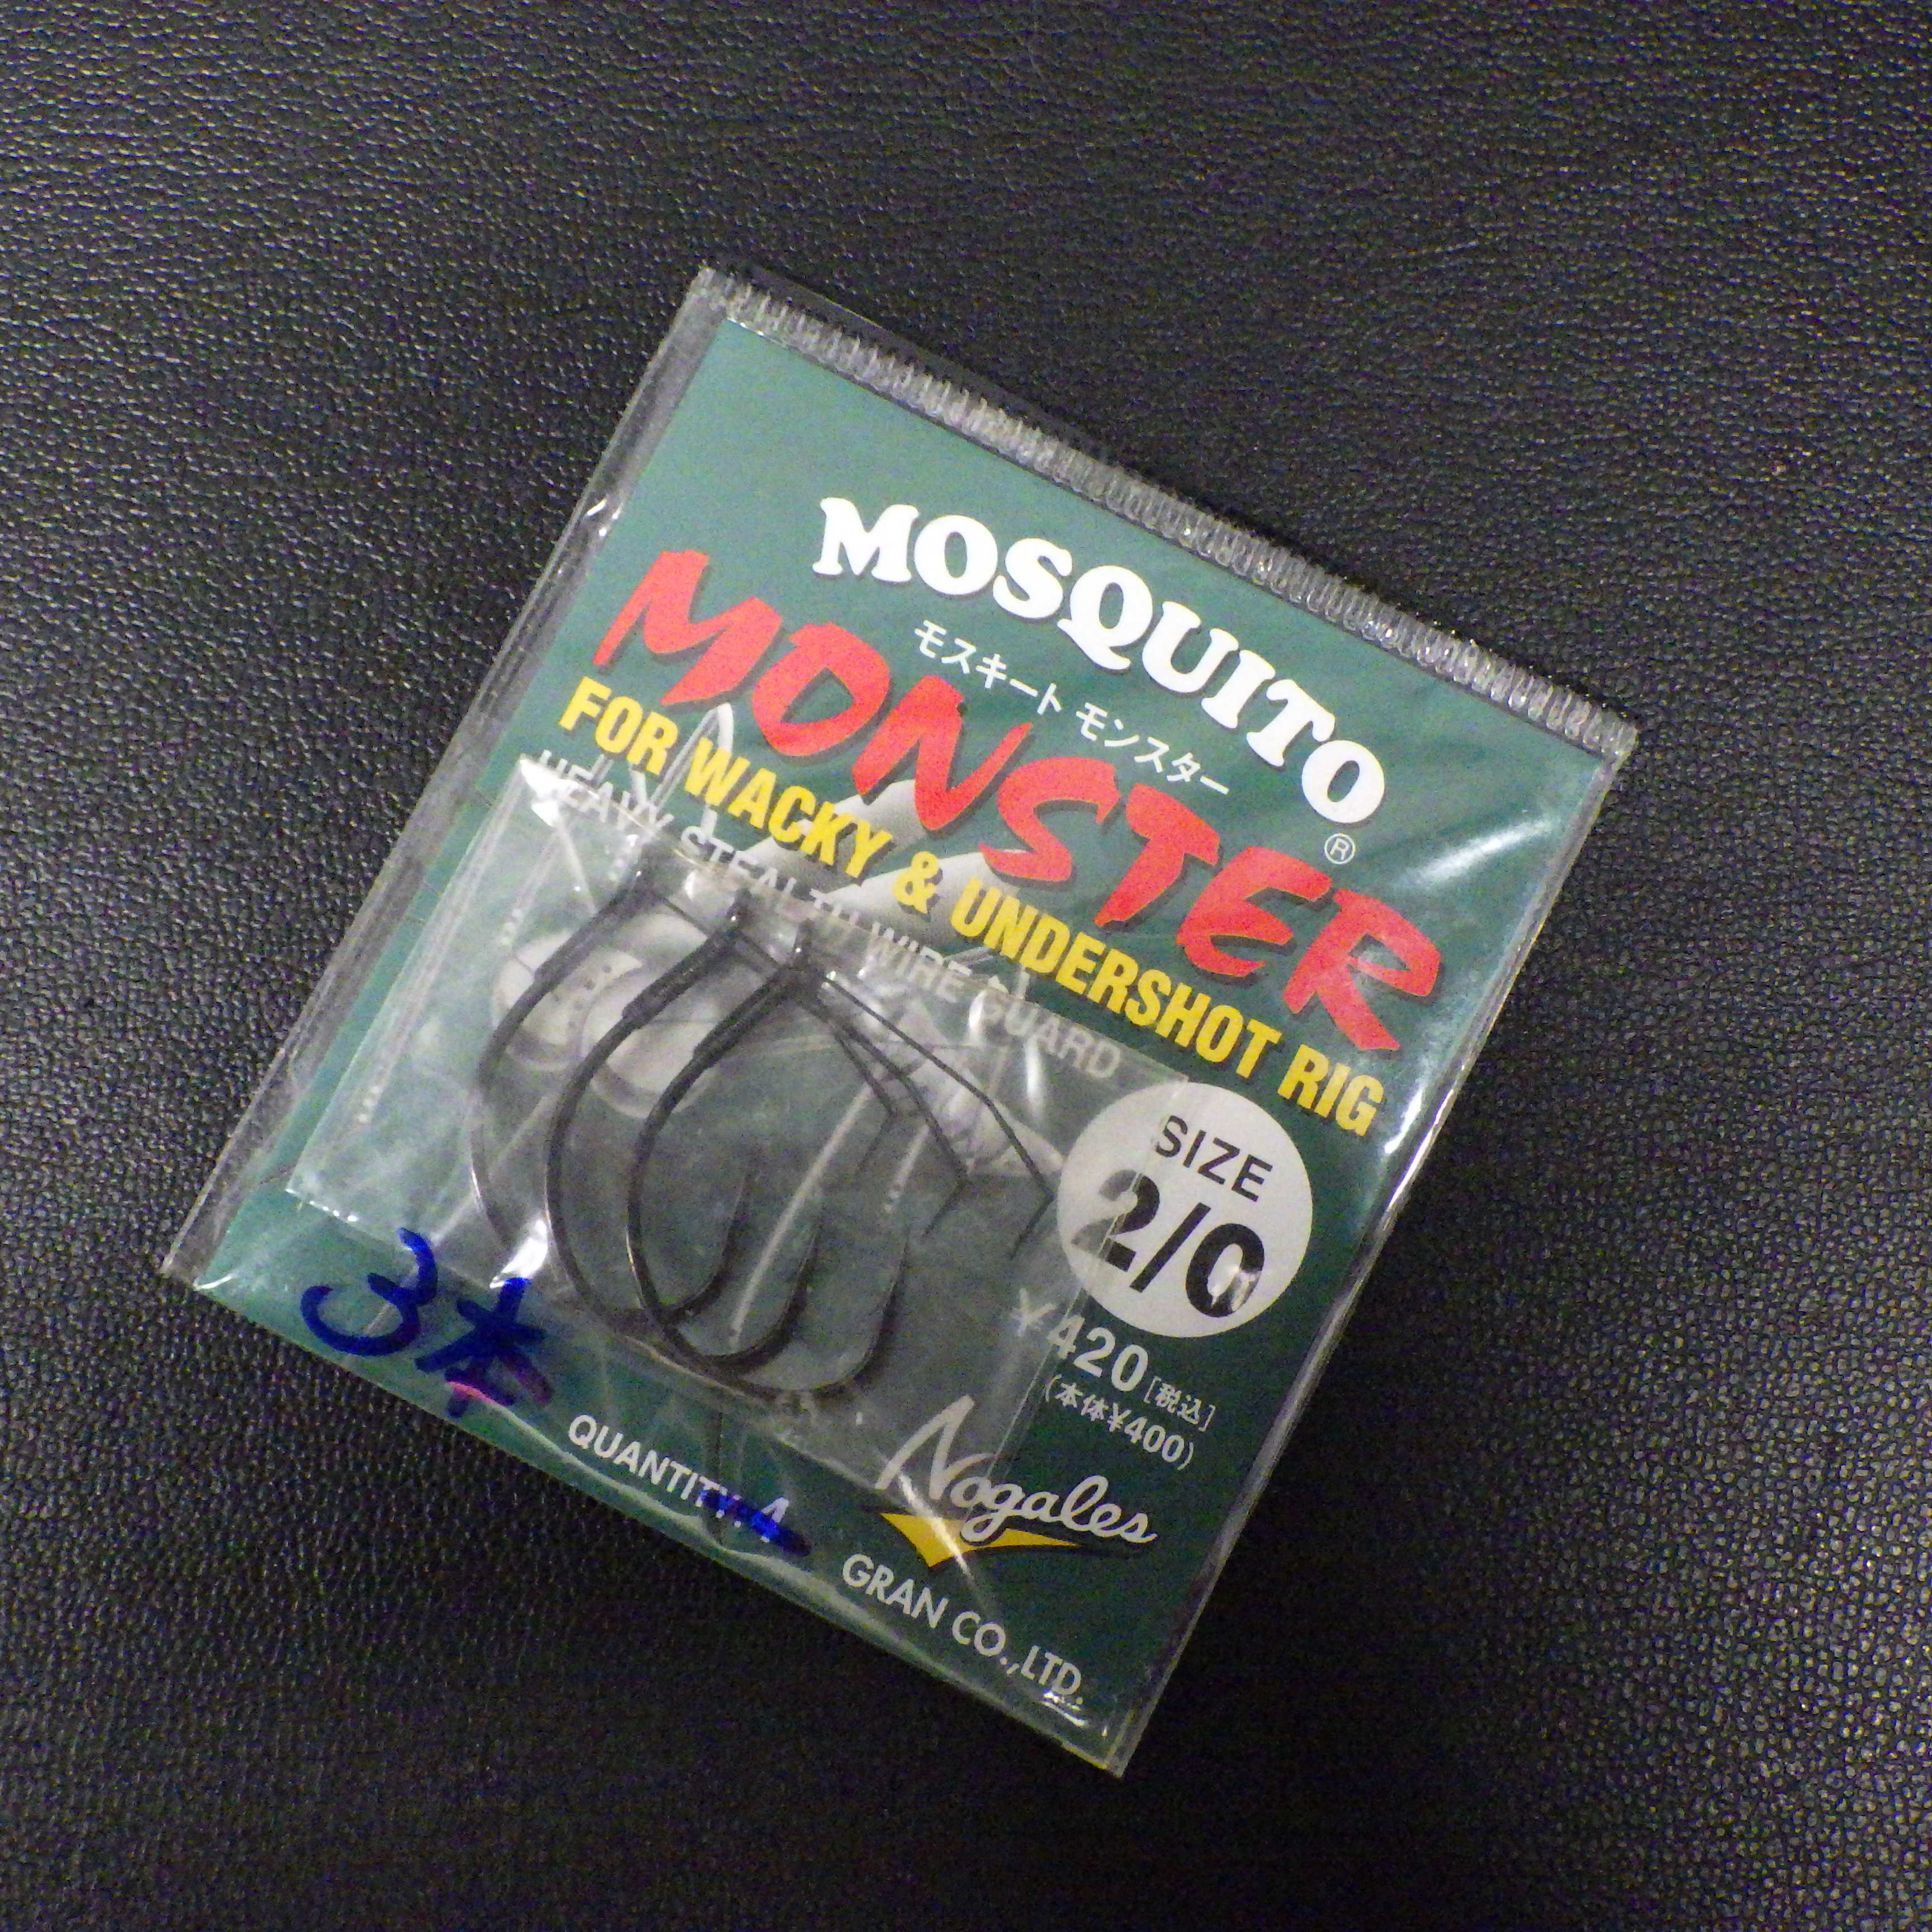 MOSQUITO®
モスキート モンスター
MONSTER
FOR WACKY & UNDERSHOT RIG
HEAVY STEALTH WIRE GUARD
SIZE
2/0
¥420 [税込]
(本体¥400)
3本
QUANTITY: 4
Nogales
GRAN CO.,LTD.